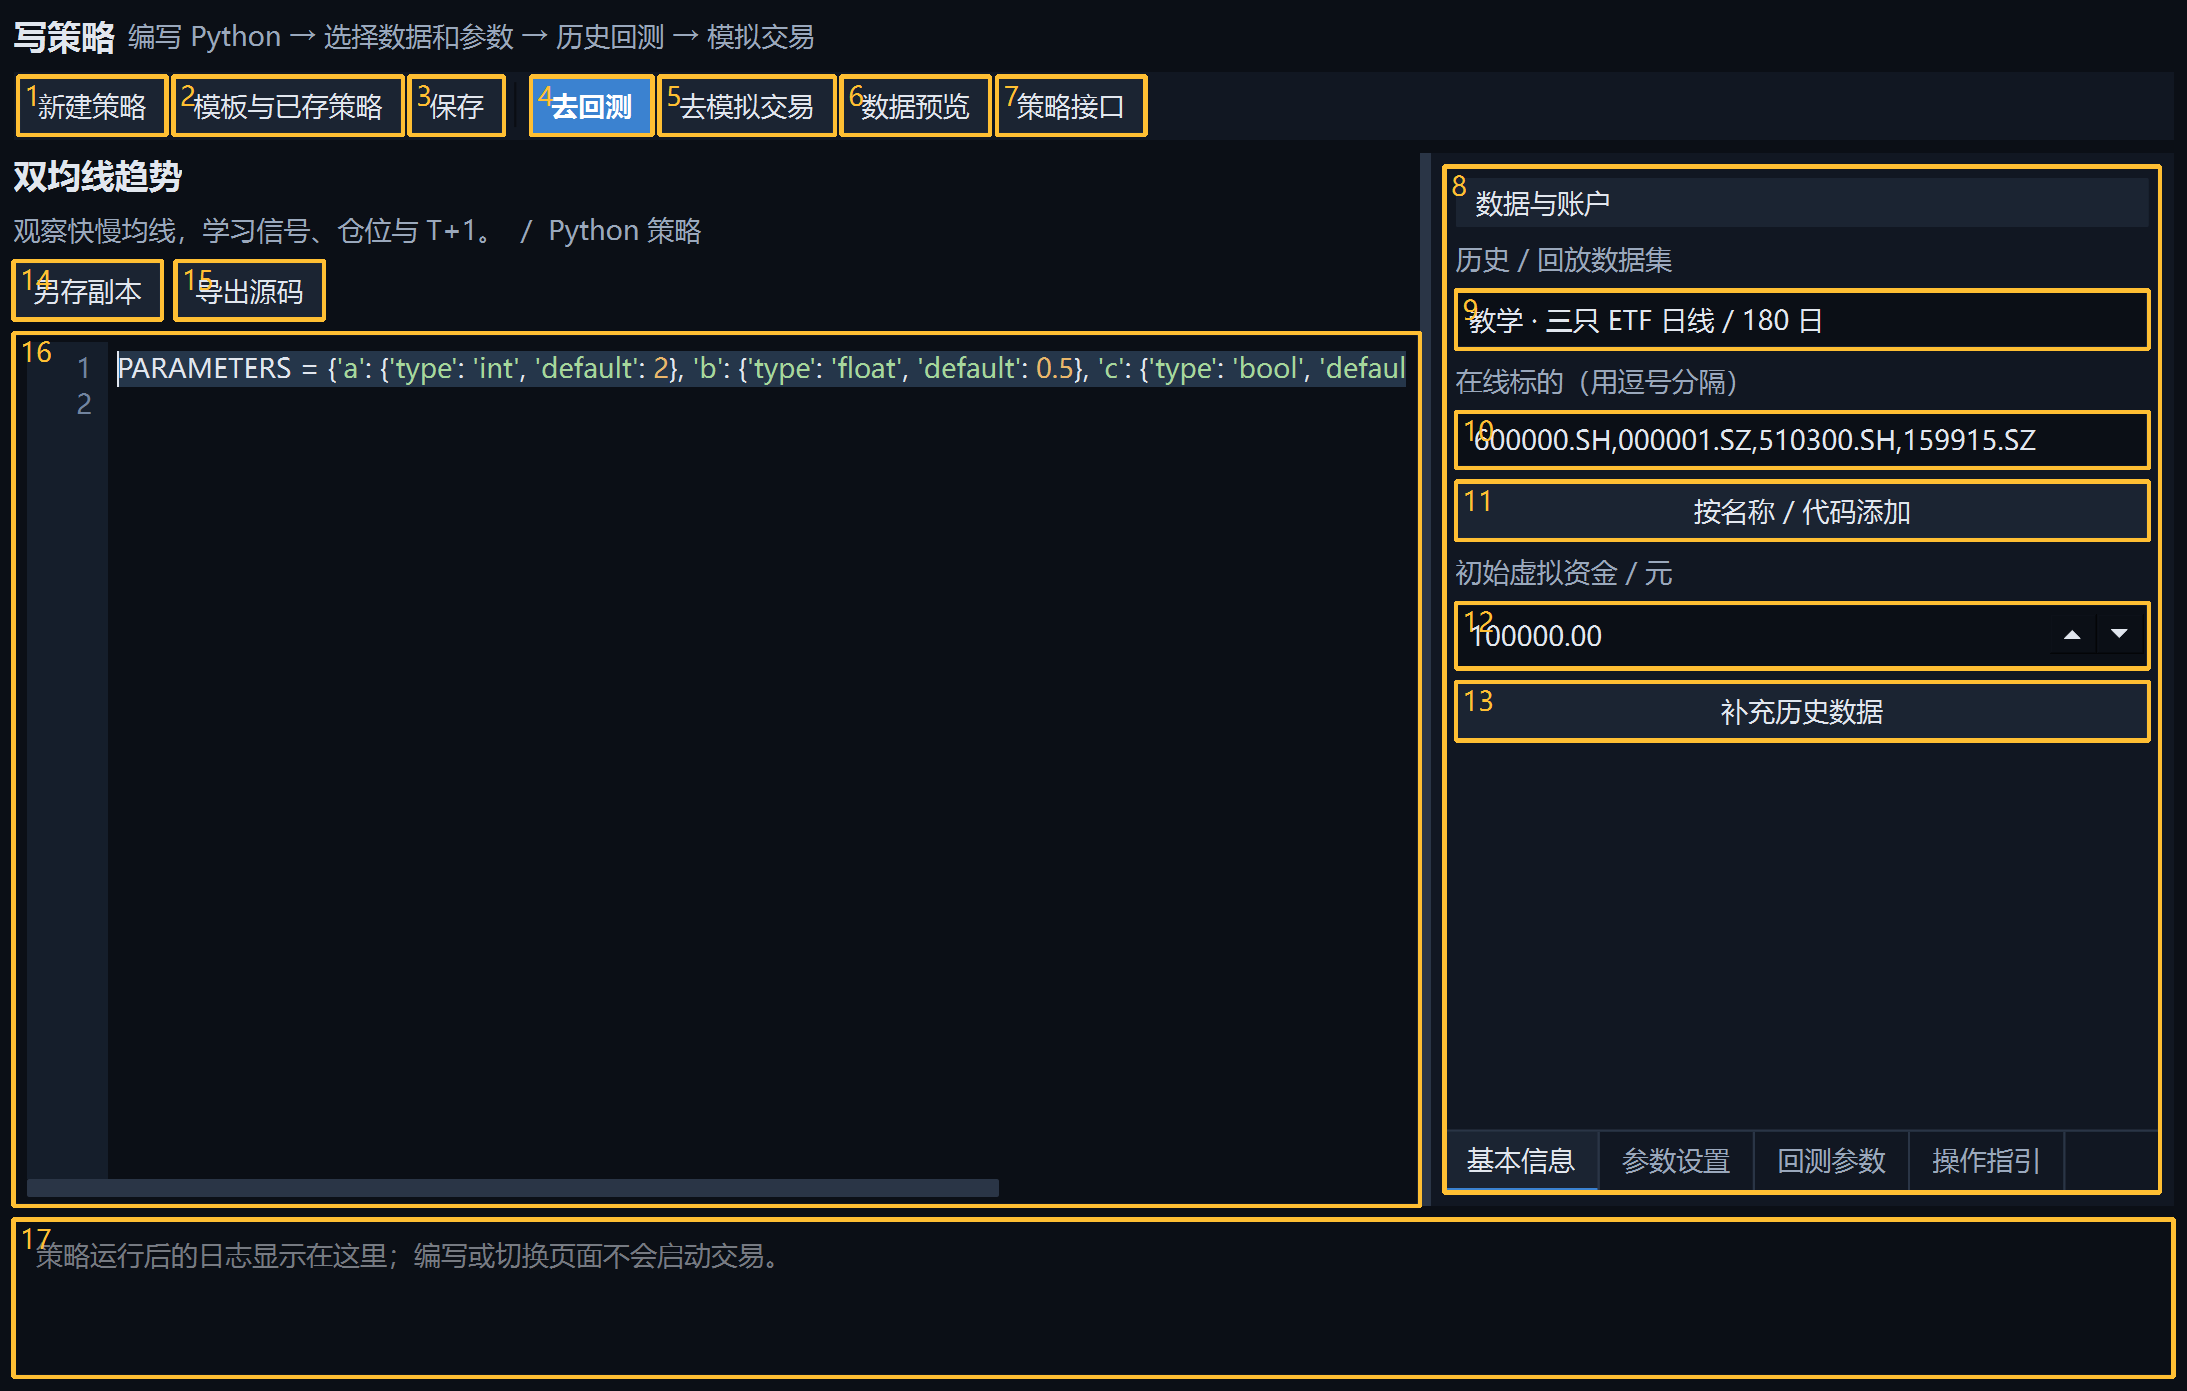 写策略 编写 Python → 选择数据和参数 → 历史回测 → 模拟交易
1 新建策略 2 模板与已存策略 3 保存 4 去回测 5 去模拟交易 6 数据预览 7 策略接口
双均线趋势
观察快慢均线，学习信号、仓位与 T+1。 / Python 策略
14 另存副本 15 导出源码
16
1 PARAMETERS = {'a': {'type': 'int', 'default': 2}, 'b': {'type': 'float', 'default': 0.5}, 'c': {'type': 'bool', 'defaul
2
8 数据与账户
历史 / 回放数据集
9 教学 · 三只 ETF 日线 / 180 日
在线标的（用逗号分隔）
10 600000.SH,000001.SZ,510300.SH,159915.SZ
11 按名称 / 代码添加
初始虚拟资金 / 元
12 100000.00
13 补充历史数据
基本信息 参数设置 回测参数 操作指引
17 策略运行后的日志显示在这里；编写或切换页面不会启动交易。